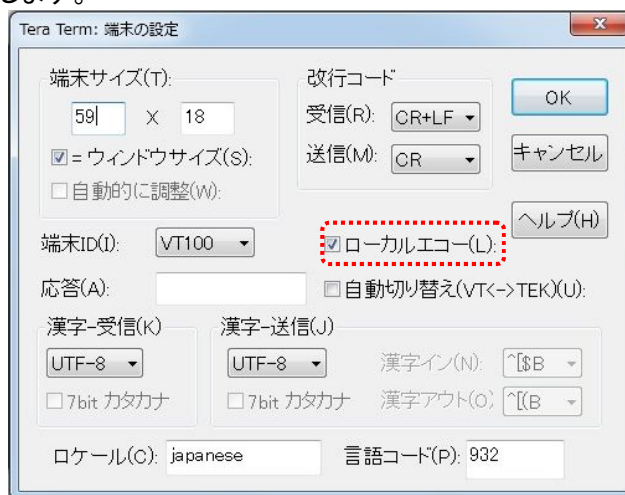 します。
Tera Term: 端末の設定
端末サイズ(T):
59 X 18
= ウィンドウサイズ(S):
自動的に調整(W):
改行コード
受信(R): CR+LF
送信(M): CR
OK
キャンセル
ヘルプ(H)
端末ID(I): VT100
ローカルエコー(L):
応答(A):
自動切り替え(VT<->TEK)(U):
漢字-受信(K)
UTF-8
7bit カタカナ
漢字-送信(J)
UTF-8
7bit カタカナ
漢字イン(N): ^[$B
漢字アウト(O) ^[(B
ロケール(C): japanese
言語コード(P): 932